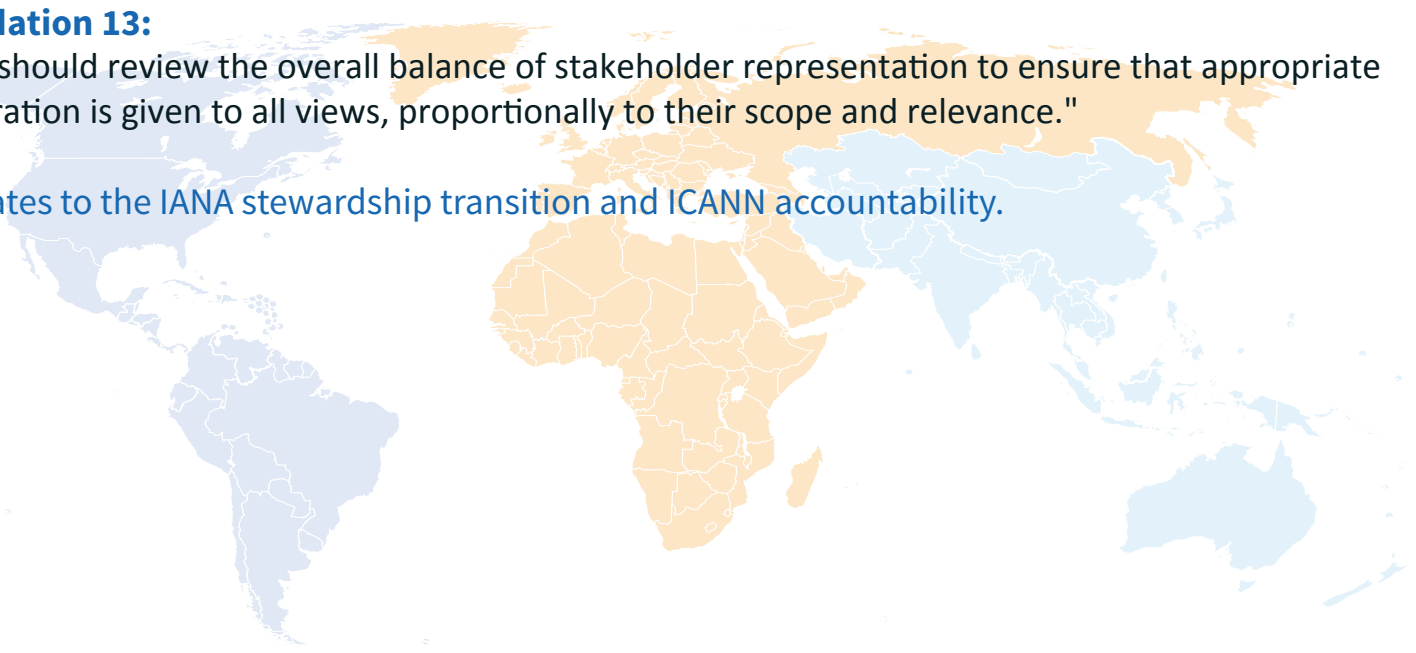 lation 13:
should review the overall balance of stakeholder representation to ensure that appropriate
ration is given to all views, proportionally to their scope and relevance."
ates to the IANA stewardship transition and ICANN accountability.